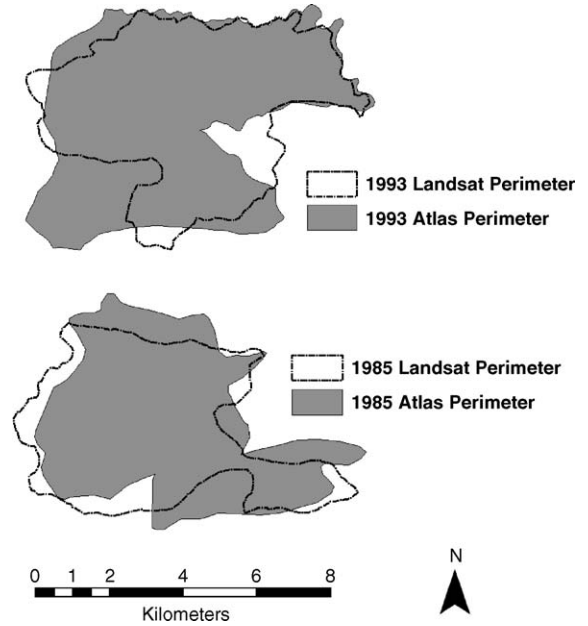 1993 Landsat Perimeter
1993 Atlas Perimeter
1985 Landsat Perimeter
1985 Atlas Perimeter
0 1 2 4 6 8
Kilometers
N